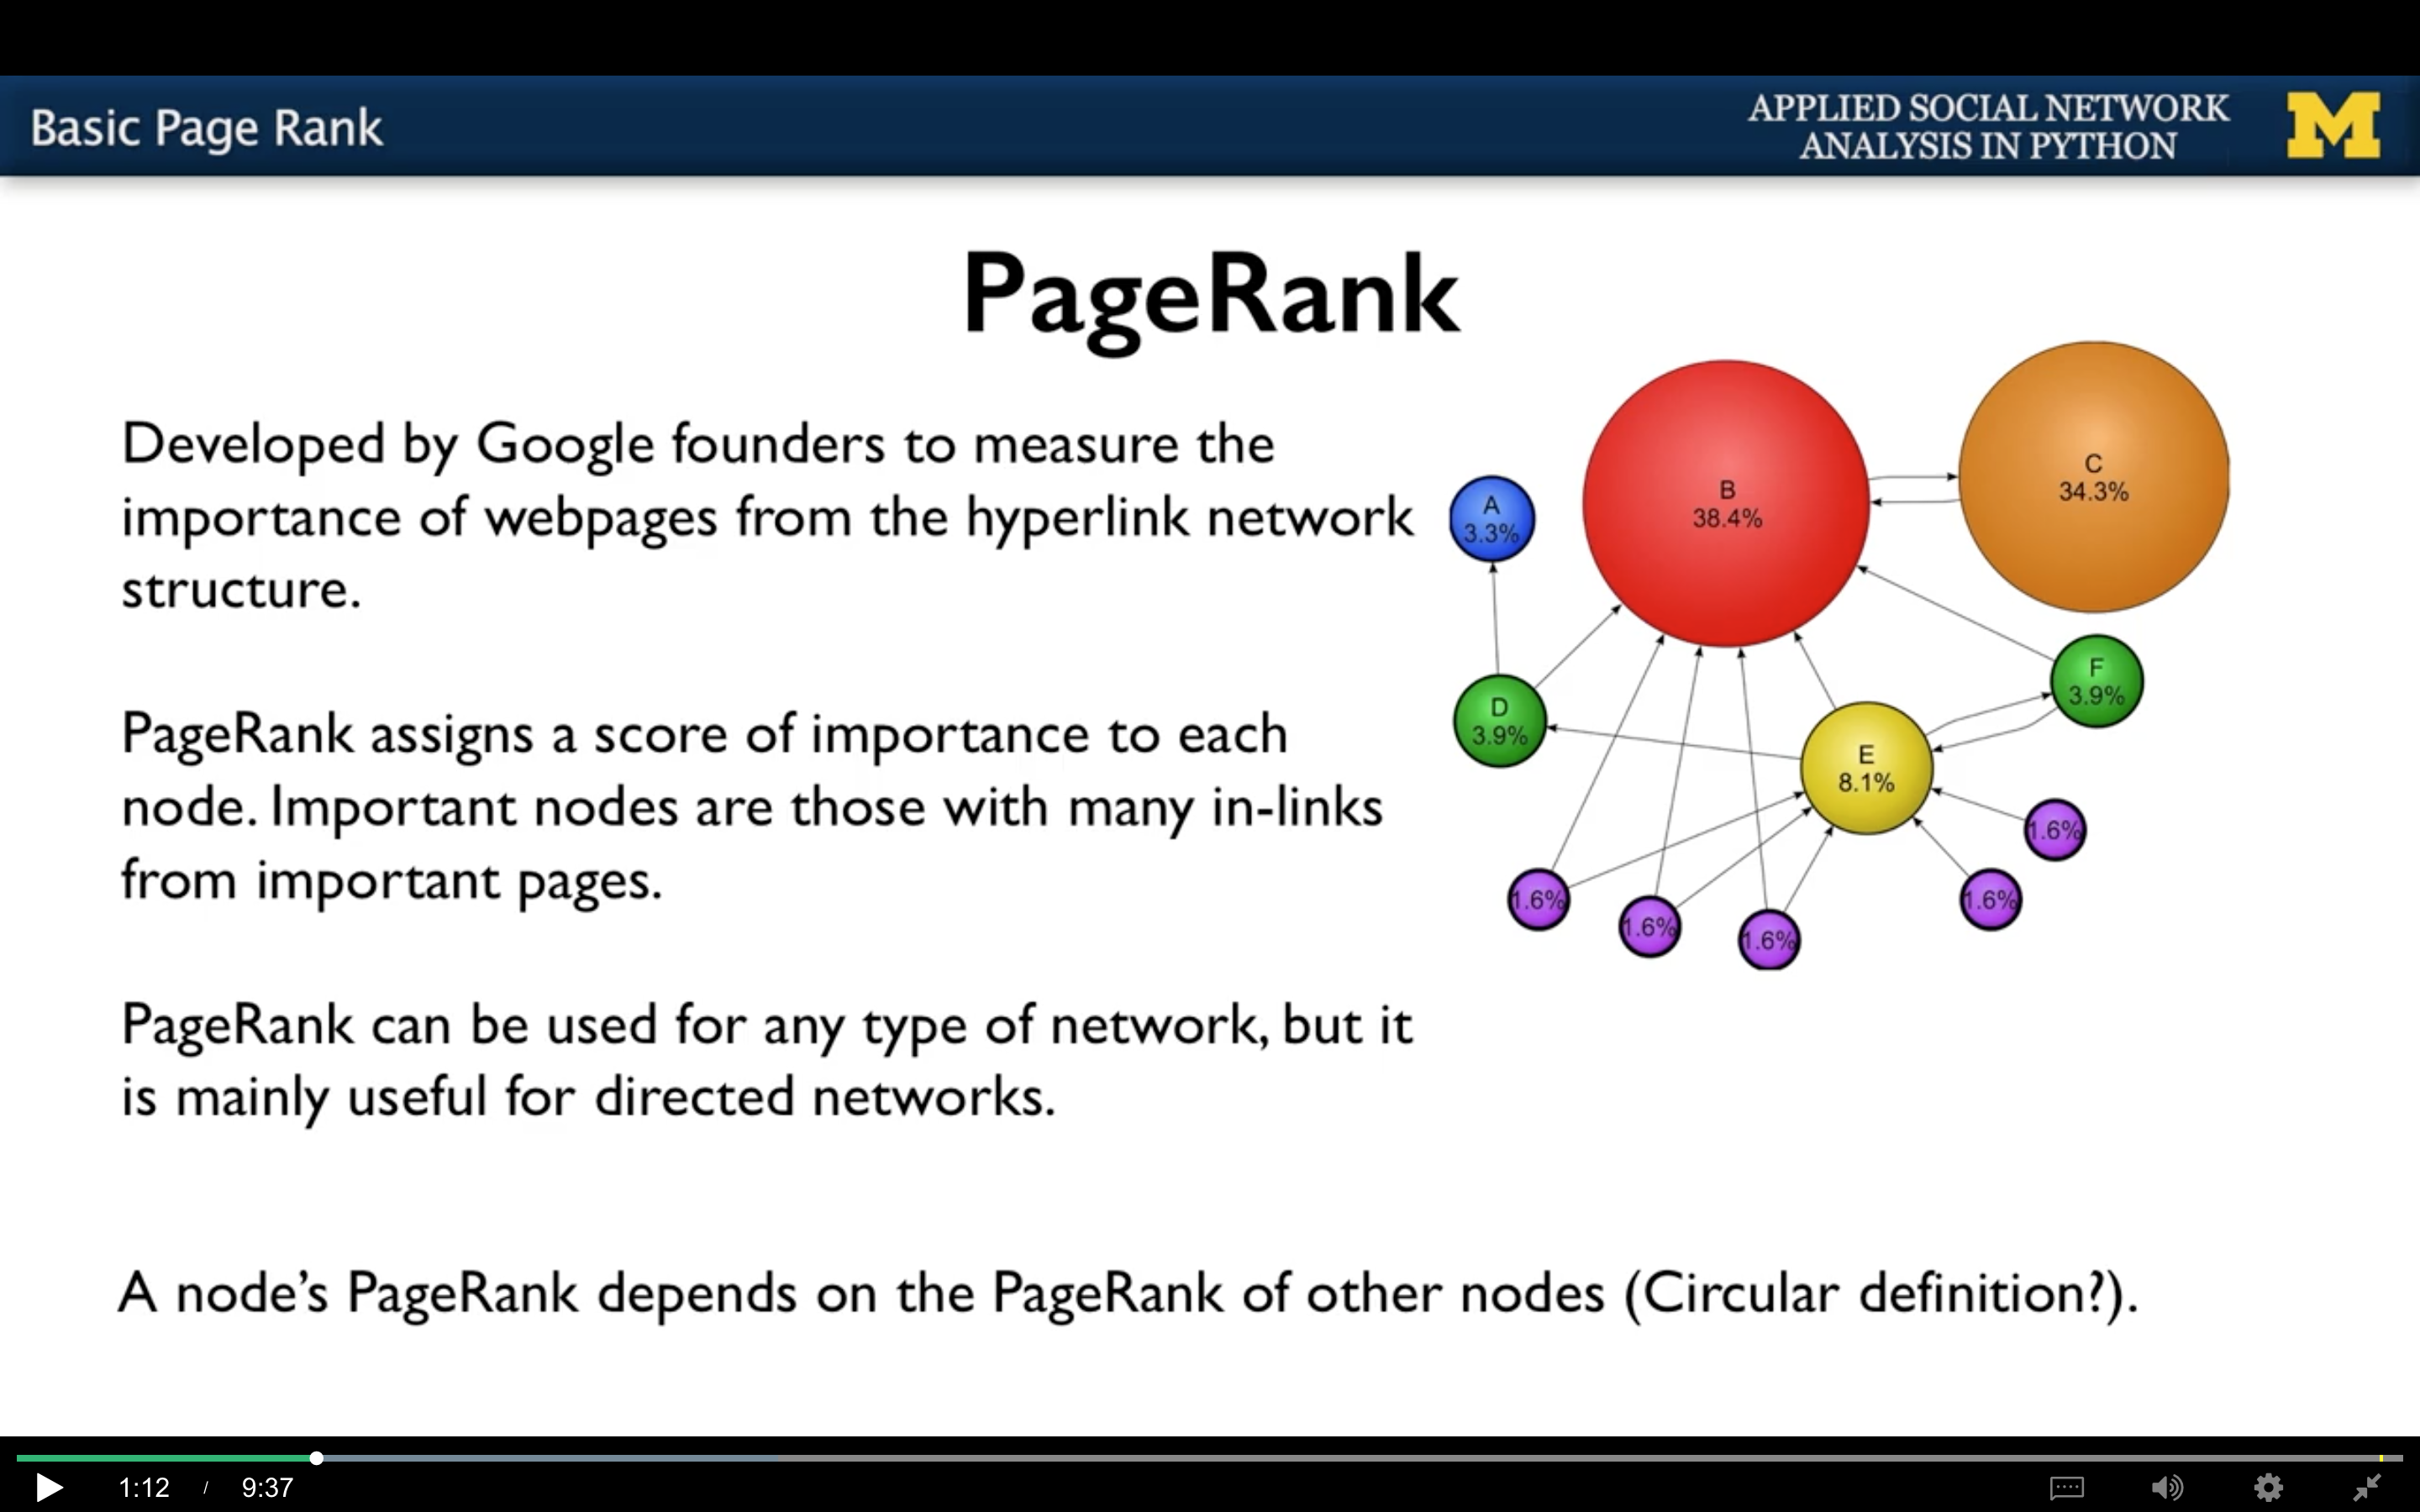 Basic Page Rank
APPLIED SOCIAL NETWORK
ANALYSIS IN PYTHON
M
PageRank
Developed by Google founders to measure the
importance of webpages from the hyperlink network
structure.
PageRank assigns a score of importance to each
node. Important nodes are those with many in-links
from important pages.
PageRank can be used for any type of network, but it
is mainly useful for directed networks.
A
3.3%
B
38.4%
C
34.3%
D
3.9%
E
8.1%
F
3.9%
1.6%
1.6%
1.6%
1.6%
1.6%
A node’s PageRank depends on the PageRank of other nodes (Circular definition?).
1:12 / 9:37